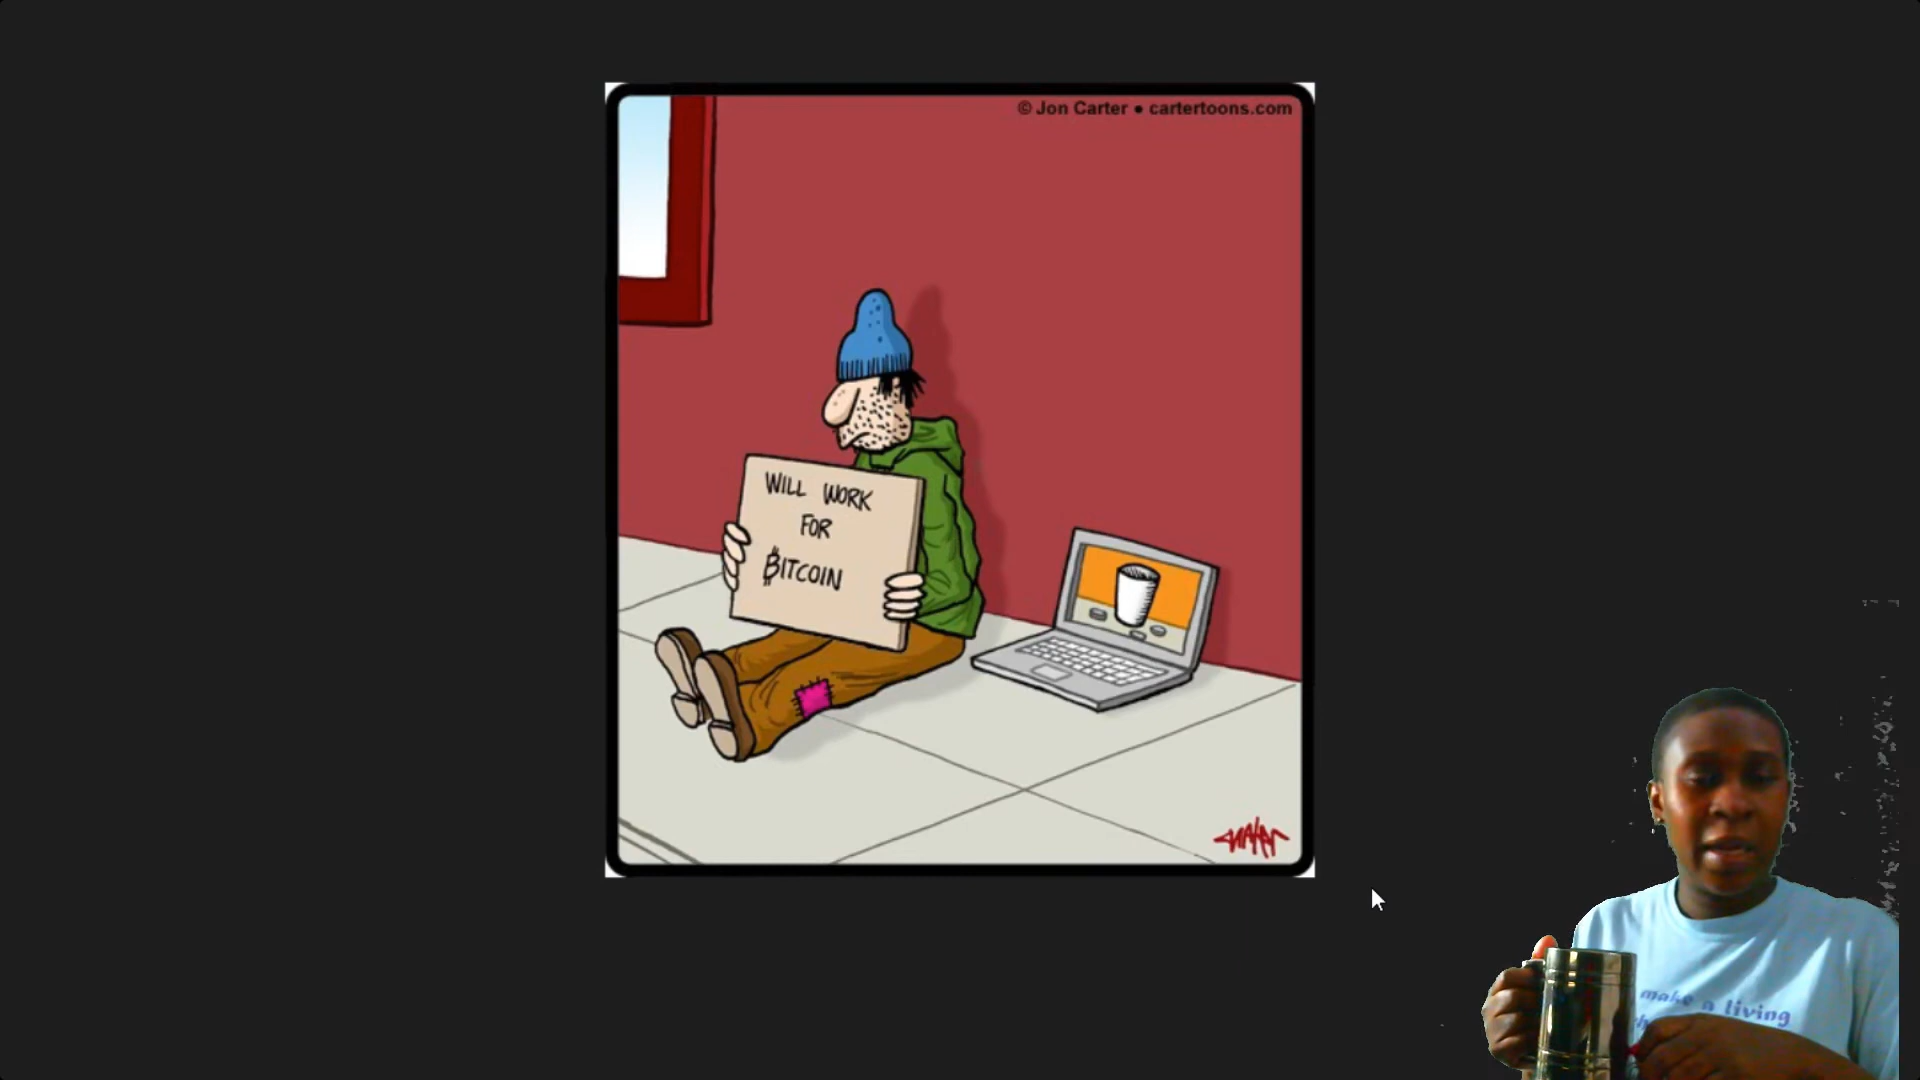 © Jon Carter • cartertoons.com
WILL WORK
FOR
BITCOIN
make a living